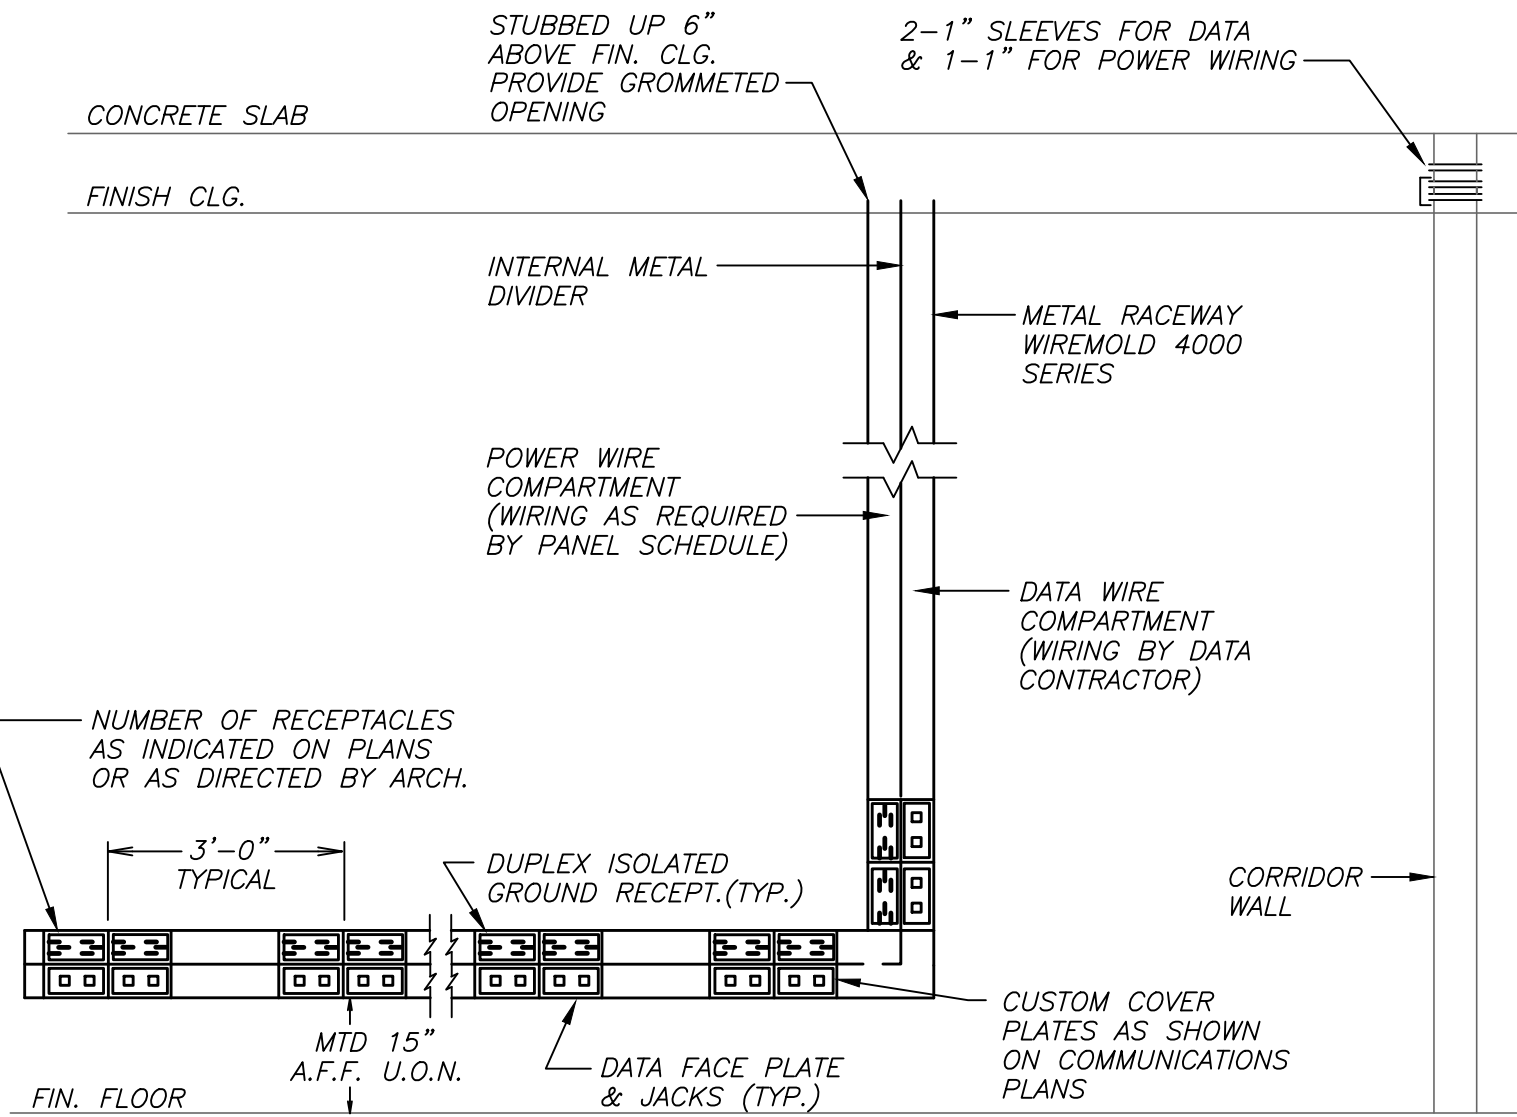 STUBBED UP 6"
ABOVE FIN. CLG.
PROVIDE GROMMETED
OPENING
2-1" SLEEVES FOR DATA
& 1-1" FOR POWER WIRING
CONCRETE SLAB
FINISH CLG.
INTERNAL METAL
DIVIDER
METAL RACEWAY
WIREMOLD 4000
SERIES
POWER WIRE
COMPARTMENT
(WIRING AS REQUIRED
BY PANEL SCHEDULE)
DATA WIRE
COMPARTMENT
(WIRING BY DATA
CONTRACTOR)
NUMBER OF RECEPTACLES
AS INDICATED ON PLANS
OR AS DIRECTED BY ARCH.
3'-0"
TYPICAL
DUPLEX ISOLATED
GROUND RECEPT.(TYP.)
CORRIDOR
WALL
MTD 15"
A.F.F. U.O.N.
DATA FACE PLATE
& JACKS (TYP.)
CUSTOM COVER
PLATES AS SHOWN
ON COMMUNICATIONS
PLANS
FIN. FLOOR